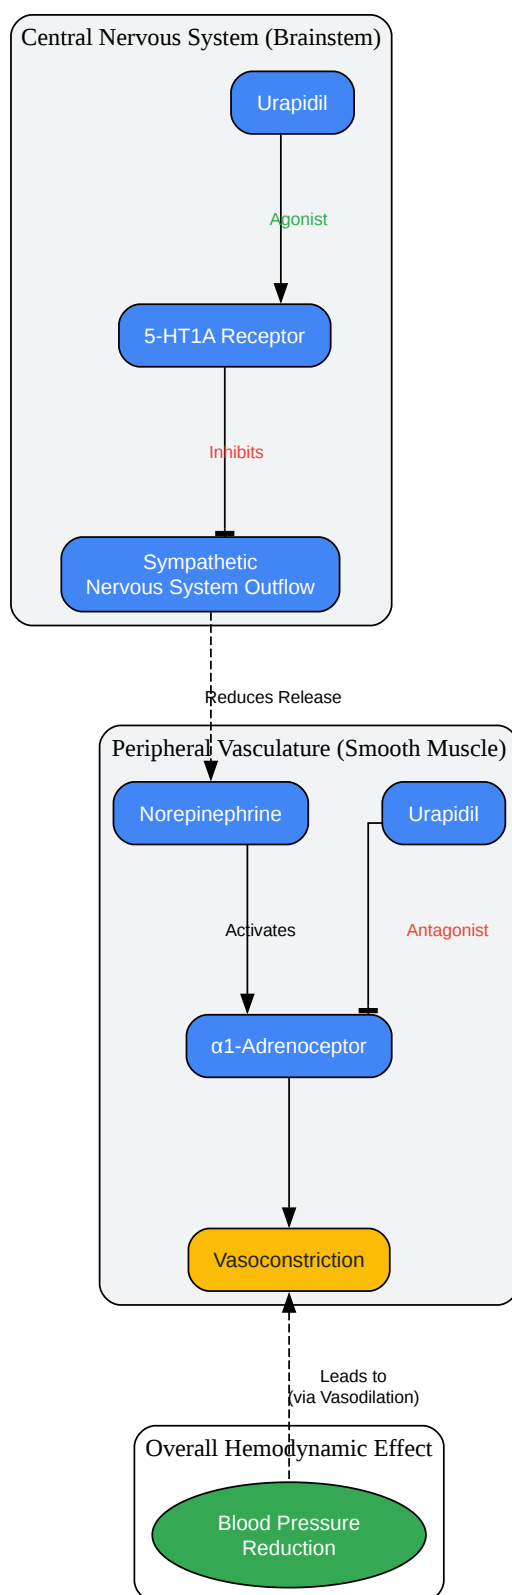 Central Nervous System (Brainstem)
Urapidil
Agonist
5-HT1A Receptor
Inhibits
Sympathetic
Nervous System Outflow
Reduces Release
Peripheral Vasculature (Smooth Muscle)
Norepinephrine
Urapidil
Activates
Antagonist
α1-Adrenoceptor
Vasoconstriction
Leads to
(via Vasodilation)
Overall Hemodynamic Effect
Blood Pressure
Reduction